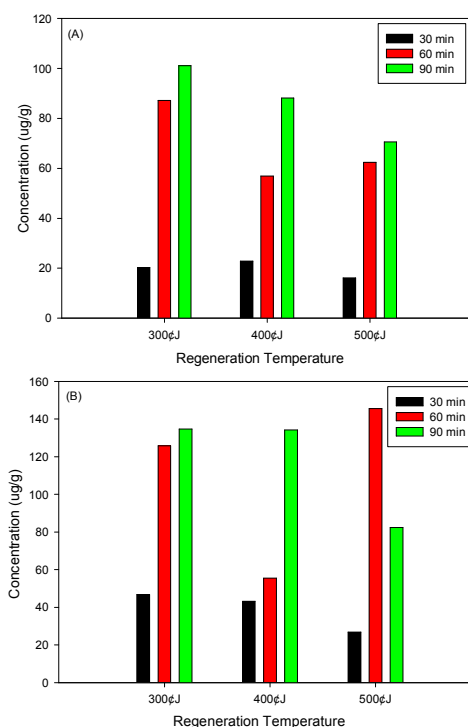 (A)
30 min
60 min
90 min
120
100
80
60
40
20
0
Concentration (ug/g)
300¢J 400¢J 500¢J
Regeneration Temperature
(B)
30 min
60 min
90 min
160
140
120
100
80
60
40
20
0
Concentration (ug/g)
300¢J 400¢J 500¢J
Regeneration Temperature